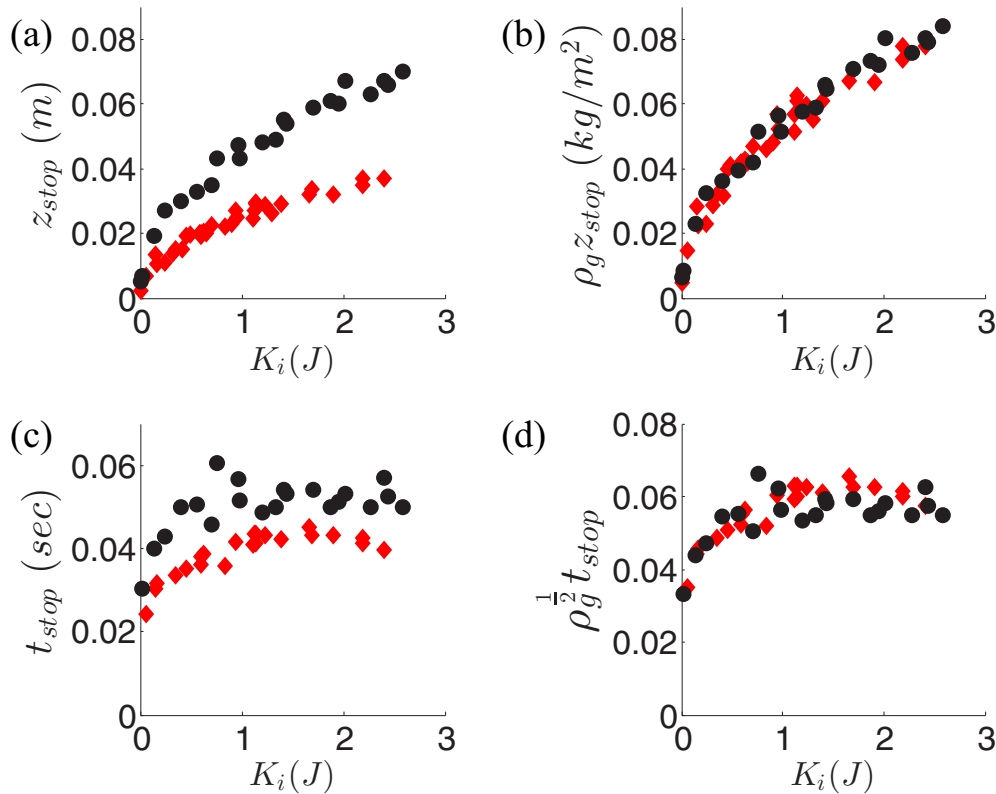 (a)
z_stop (m)
0.08
0.06
0.04
0.02
0
0 1 2 3
K_i(J)
(b)
ρ_g z_stop (kg/m²)
0.08
0.06
0.04
0.02
0
0 1 2 3
K_i(J)
(c)
t_stop (sec)
0.06
0.04
0.02
0
0 1 2 3
K_i(J)
(d)
ρ_g^{1/2} t_stop
0.08
0.06
0.04
0.02
0
0 1 2 3
K_i(J)